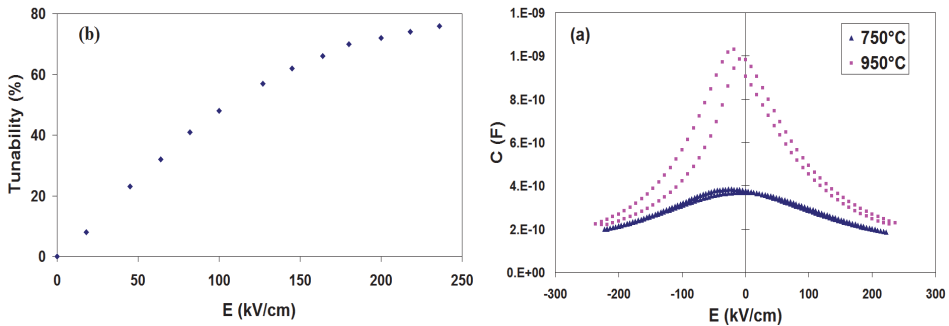 80
60
40
20
0
Tunability (%)
(b)
0 50 100 150 200 250
E (kV/cm)
1.E-09
1.E-09
8.E-10
6.E-10
4.E-10
2.E-10
0.E+00
C (F)
(a)
750°C
950°C
-300 -200 -100 0 100 200 300
E (kV/cm)